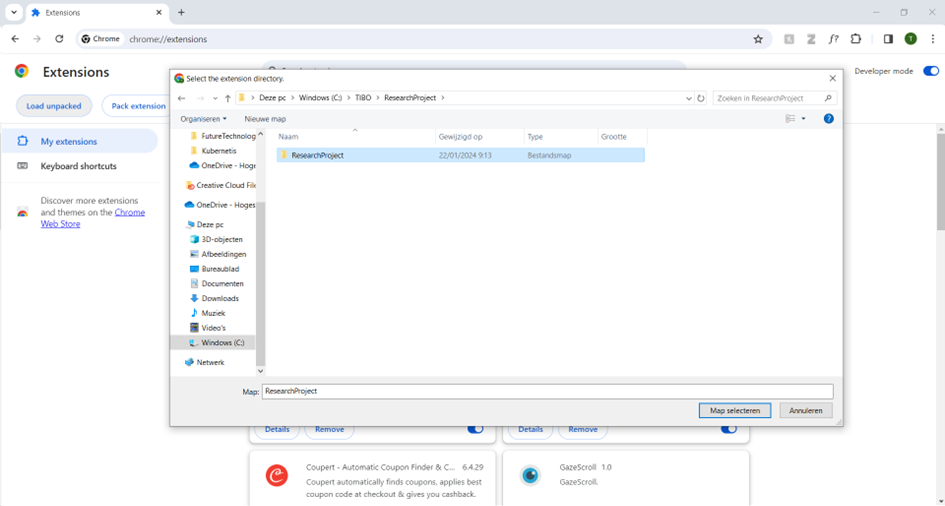 Extensions
Chrome
chrome://extensions
T
Extensions
Developer mode
Load unpacked
Pack extension
My extensions
Keyboard shortcuts
Discover more extensions
and themes on the Chrome
Web Store
Select the extension directory.
Deze pc > Windows (C:) > TIBO > ResearchProject >
Zoeken in ResearchProject
Organiseren
Nieuwe map
?
Naam
Gewijzigd op
Type
Grootte
ResearchProject
22/01/2024 9:13
Bestandsmap
FutureTechnolog
Kubernetis
OneDrive - Hoge
Creative Cloud File
OneDrive - Hoges
Deze pc
3D-objecten
Afbeeldingen
Bureaublad
Documenten
Downloads
Muziek
Video's
Windows (C:)
Netwerk
Map:
ResearchProject
Map selecteren
Annuleren
Details
Remove
Details
Remove
Coupert - Automatic Coupon Finder & C... 6.4.29
Coupert automatically finds coupons, applies best
coupon code at checkout & gives you cashback.
GazeScroll 1.0
GazeScroll.